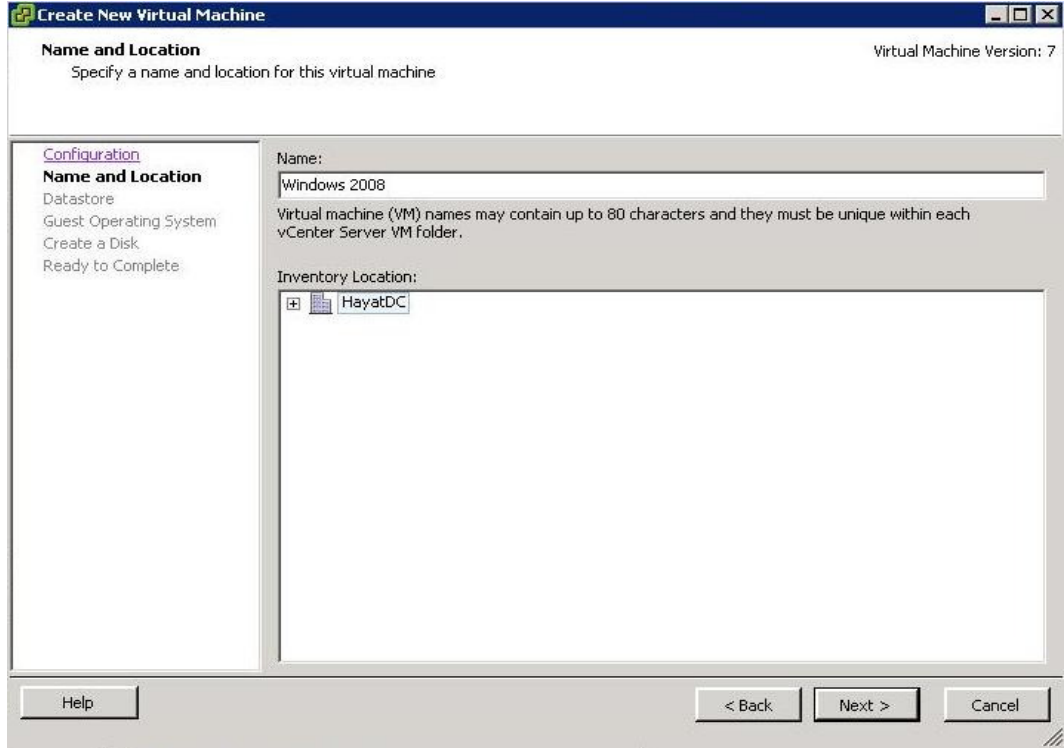 Create New Virtual Machine
Name and Location
Specify a name and location for this virtual machine
Virtual Machine Version: 7
Configuration
Name and Location
Datastore
Guest Operating System
Create a Disk
Ready to Complete
Name:
Windows 2008
Virtual machine (VM) names may contain up to 80 characters and they must be unique within each
vCenter Server VM folder.
Inventory Location:
HayatDC
Help
< Back
Next >
Cancel